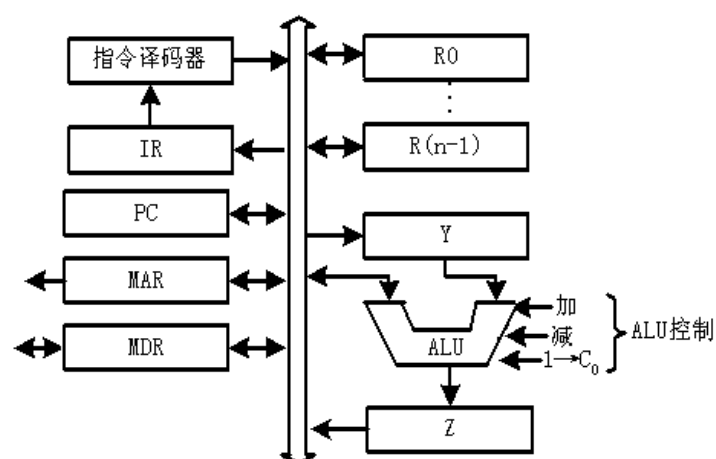 指令译码器
IR
PC
MAR
MDR
R0
R(n-1)
Y
ALU
加
减
1→C₀
ALU控制
Z